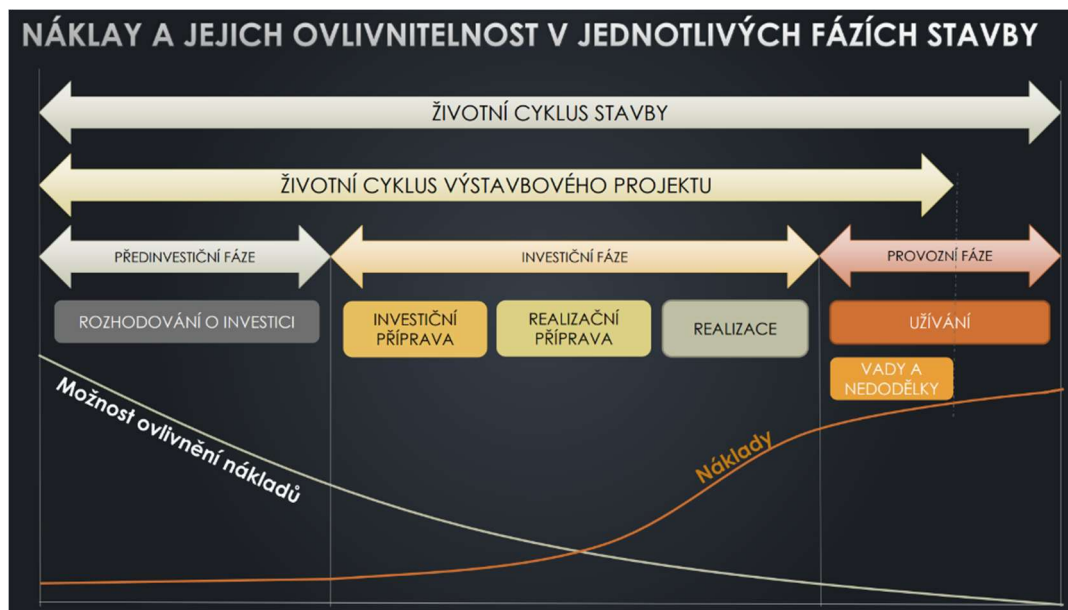 NÁKLAY A JEJICH OVLIVNITELNOST V JEDNOTLIVÝCH FÁZÍCH STAVBY
ŽIVOTNÍ CYKLUS STAVBY
ŽIVOTNÍ CYKLUS VÝSTAVBOVÉHO PROJEKTU
PŘEDINVESTIČNÍ FÁZE
INVESTIČNÍ FÁZE
PROVOZNÍ FÁZE
ROZHODOVÁNÍ O INVESTICI
INVESTIČNÍ
PŘÍPRAVA
REALIZAČNÍ
PŘÍPRAVA
REALIZACE
UŽÍVÁNÍ
VADY A
NEDODĚLKY
Možnost ovlivnění nákladů
Náklady